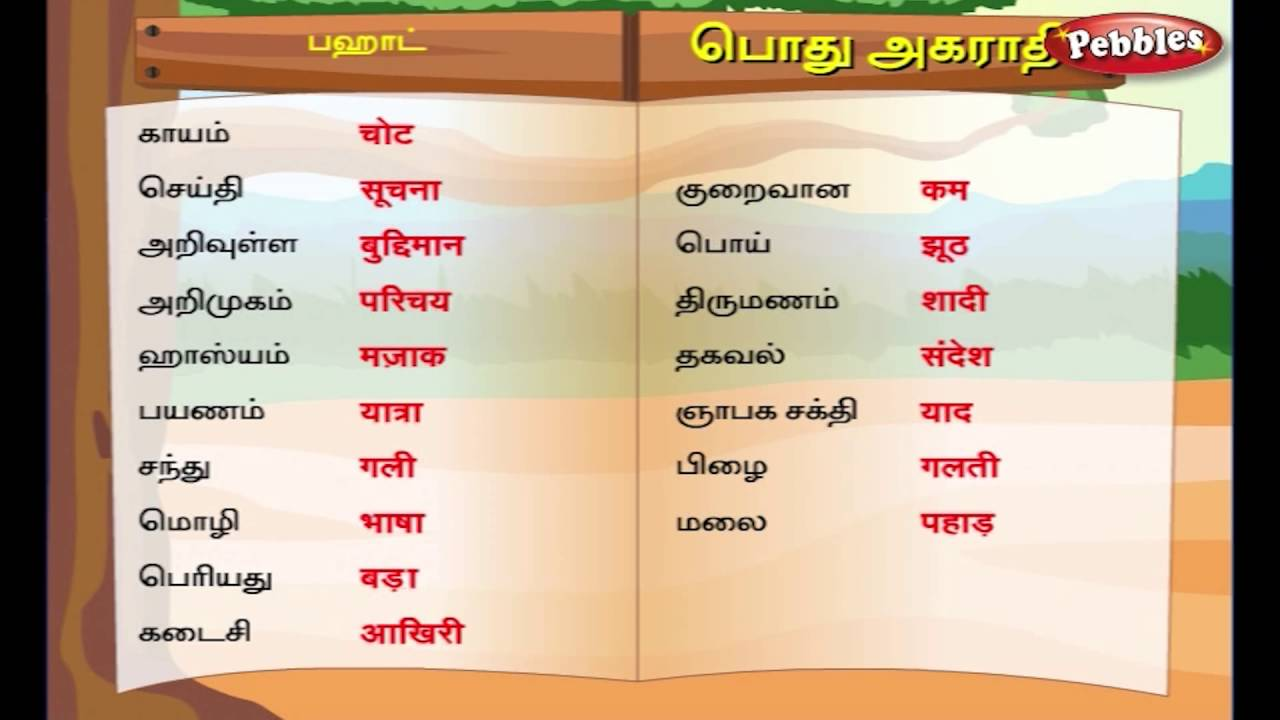 பஹாட்
பொது அகராதி
Pebbles
காயம் चोट
செய்தி सूचना
அறிவுள்ள बुद्दिमान
அறிமுகம் परिचय
ஹாஸ்யம் मज़ाक
பயணம் यात्रा
சந்து गली
மொழி भाषा
பெரியது बड़ा
கடைசி आखिरी
குறைவான कम
பொய் झूठ
திருமணம் शादी
தகவல் संदेश
ஞாபக சக்தி याद
பிழை गलती
மலை पहाड़